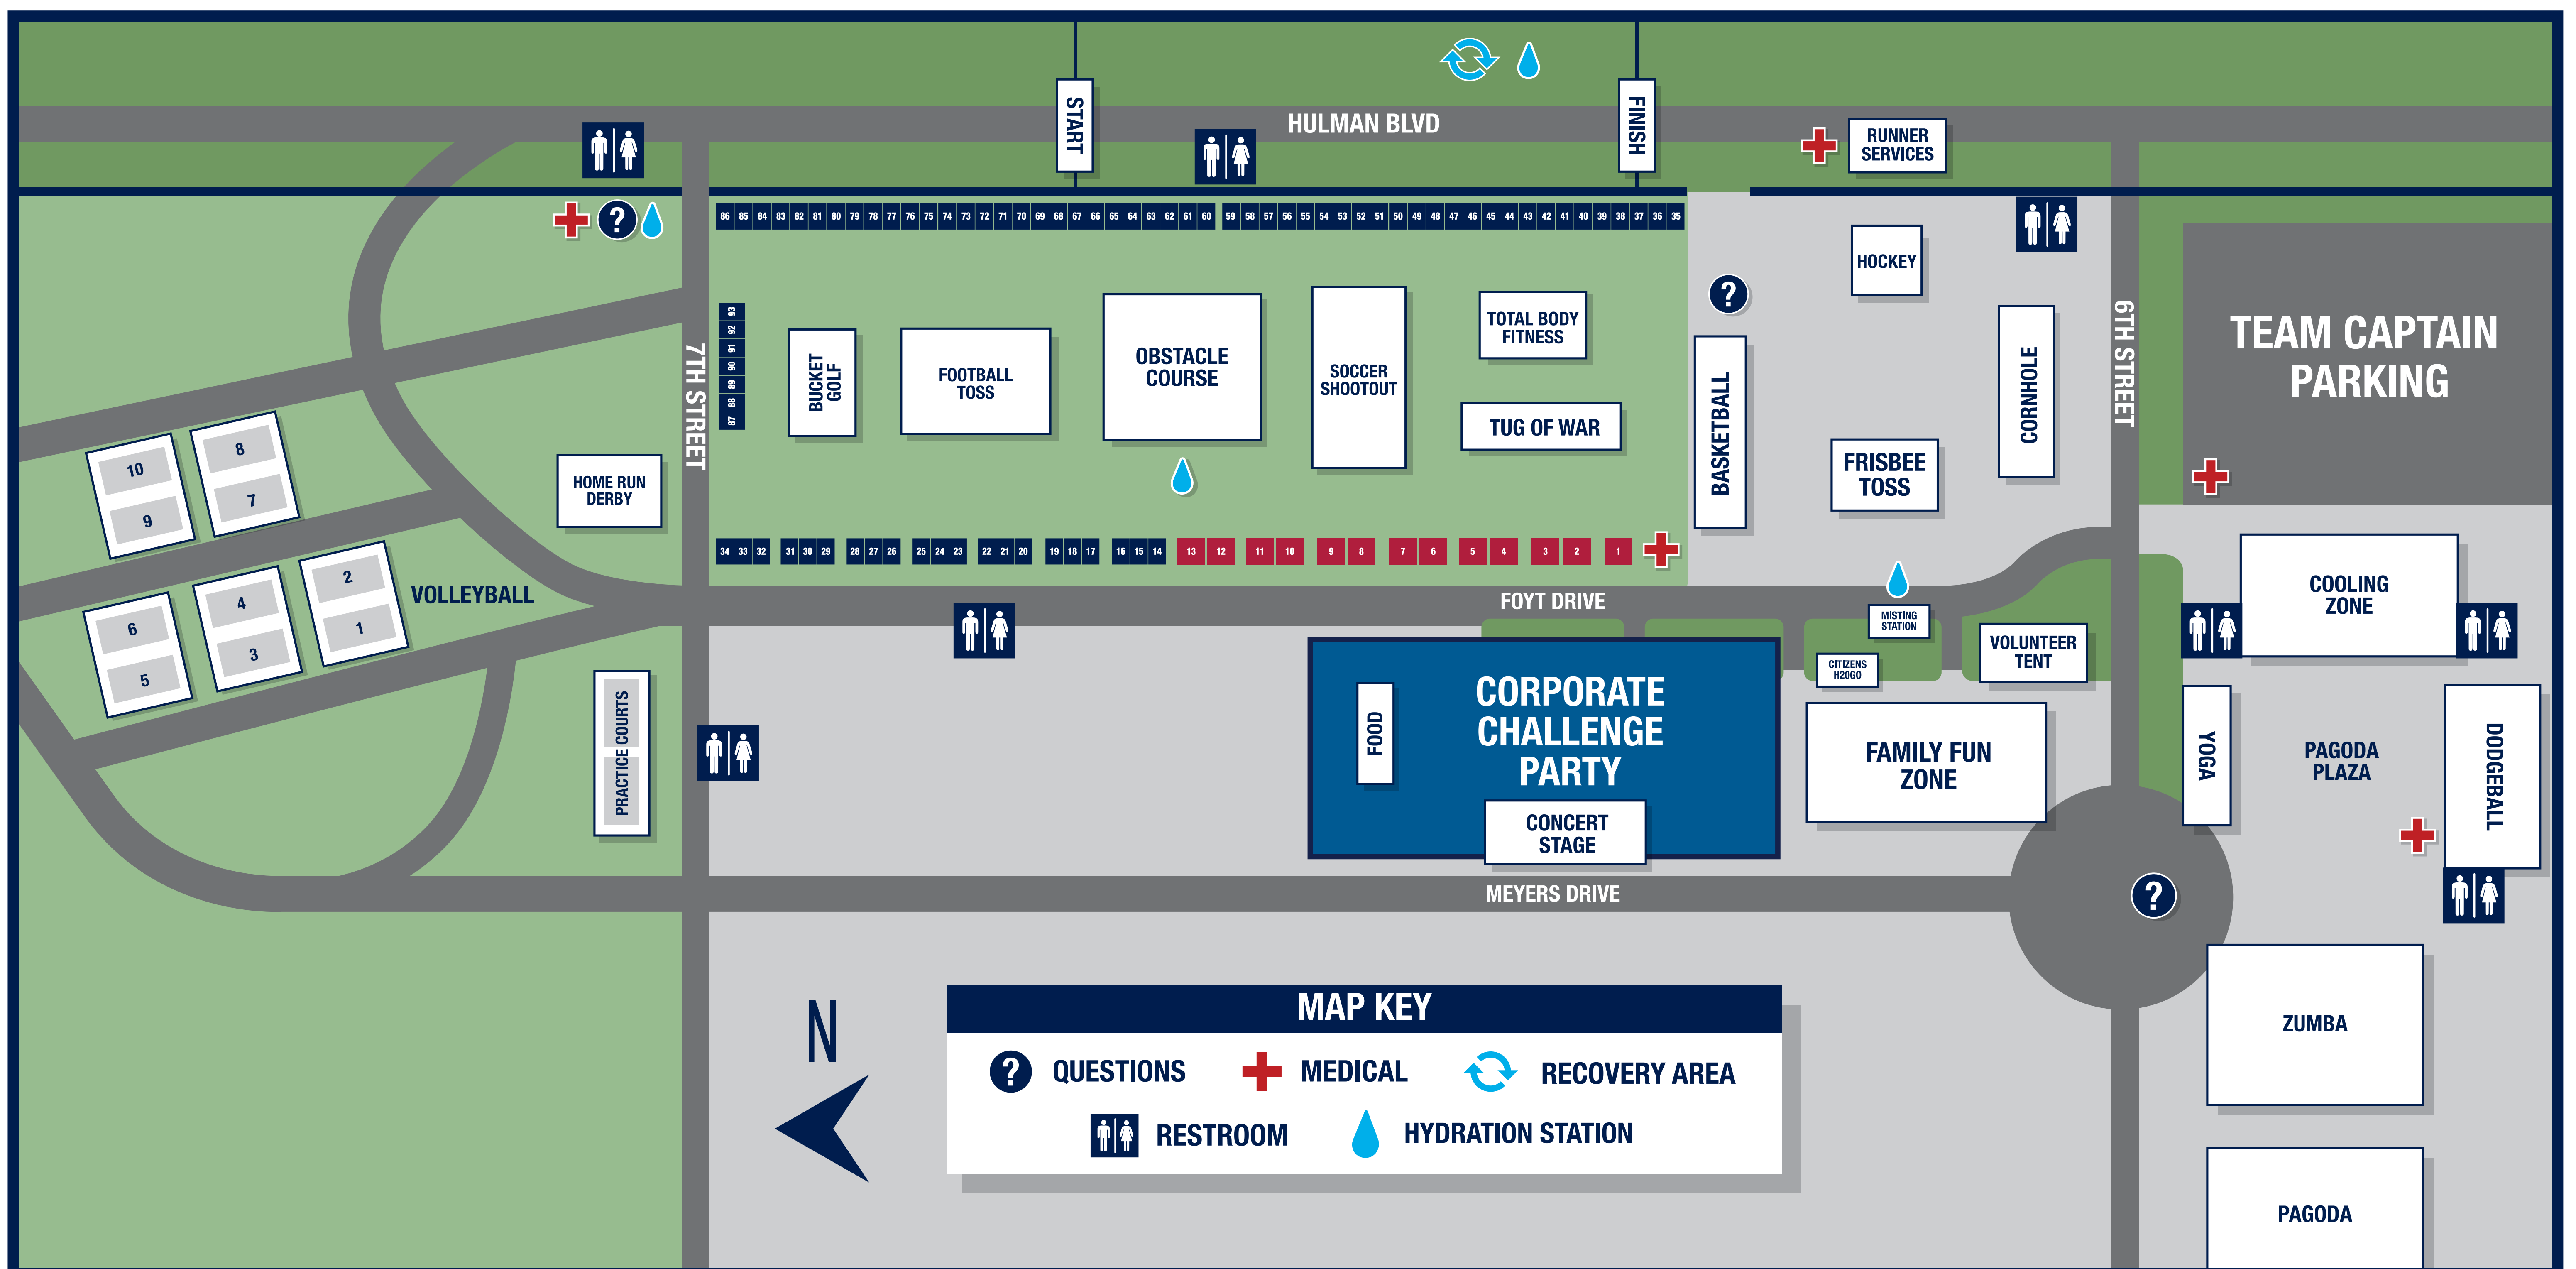 START
FINISH
HULMAN BLVD
RUNNER
SERVICES
?
86 85 84 83 82 81 80 79 78 77 76 75 74 73 72 71 70 69 68 67 66 65 64 63 62 61 60 59 58 57 56 55 54 53 52 51 50 49 48 47 46 45 44 43 42 41 40 39 38 37 36 35
93
92
91
90
89
88
87
7TH STREET
BUCKET
GOLF
FOOTBALL
TOSS
OBSTACLE
COURSE
SOCCER
SHOOTOUT
TOTAL BODY
FITNESS
TUG OF WAR
?
BASKETBALL
HOCKEY
FRISBEE
TOSS
CORNHOLE
6TH STREET
TEAM CAPTAIN
PARKING
HOME RUN
DERBY
10
9
8
7
6
5
4
3
2
1
VOLLEYBALL
34 33 32 31 30 29 28 27 26 25 24 23 22 21 20 19 18 17 16 15 14 13 12 11 10 9 8 7 6 5 4 3 2 1
FOYT DRIVE
MISTING
STATION
CITIZENS
H20GO
VOLUNTEER
TENT
COOLING
ZONE
PRACTICE COURTS
FOOD
CORPORATE
CHALLENGE
PARTY
CONCERT
STAGE
FAMILY FUN
ZONE
YOGA
PAGODA
PLAZA
DODGEBALL
MEYERS DRIVE
?
ZUMBA
PAGODA
N
MAP KEY
? QUESTIONS
MEDICAL
RECOVERY AREA
RESTROOM
HYDRATION STATION